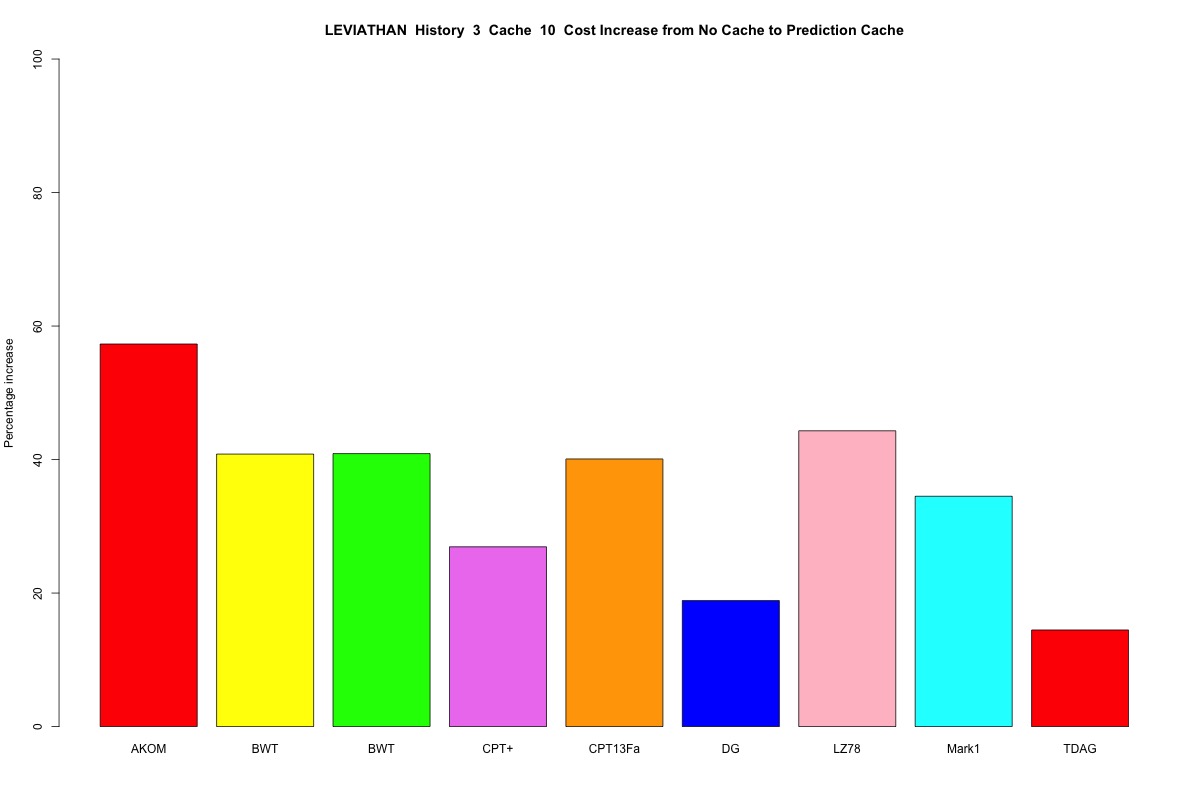 LEVIATHAN  History  3  Cache  10  Cost Increase from No Cache to Prediction Cache
Percentage increase
100
80
60
40
20
0
AKOM BWT BWT CPT+ CPT13Fa DG LZ78 Mark1 TDAG